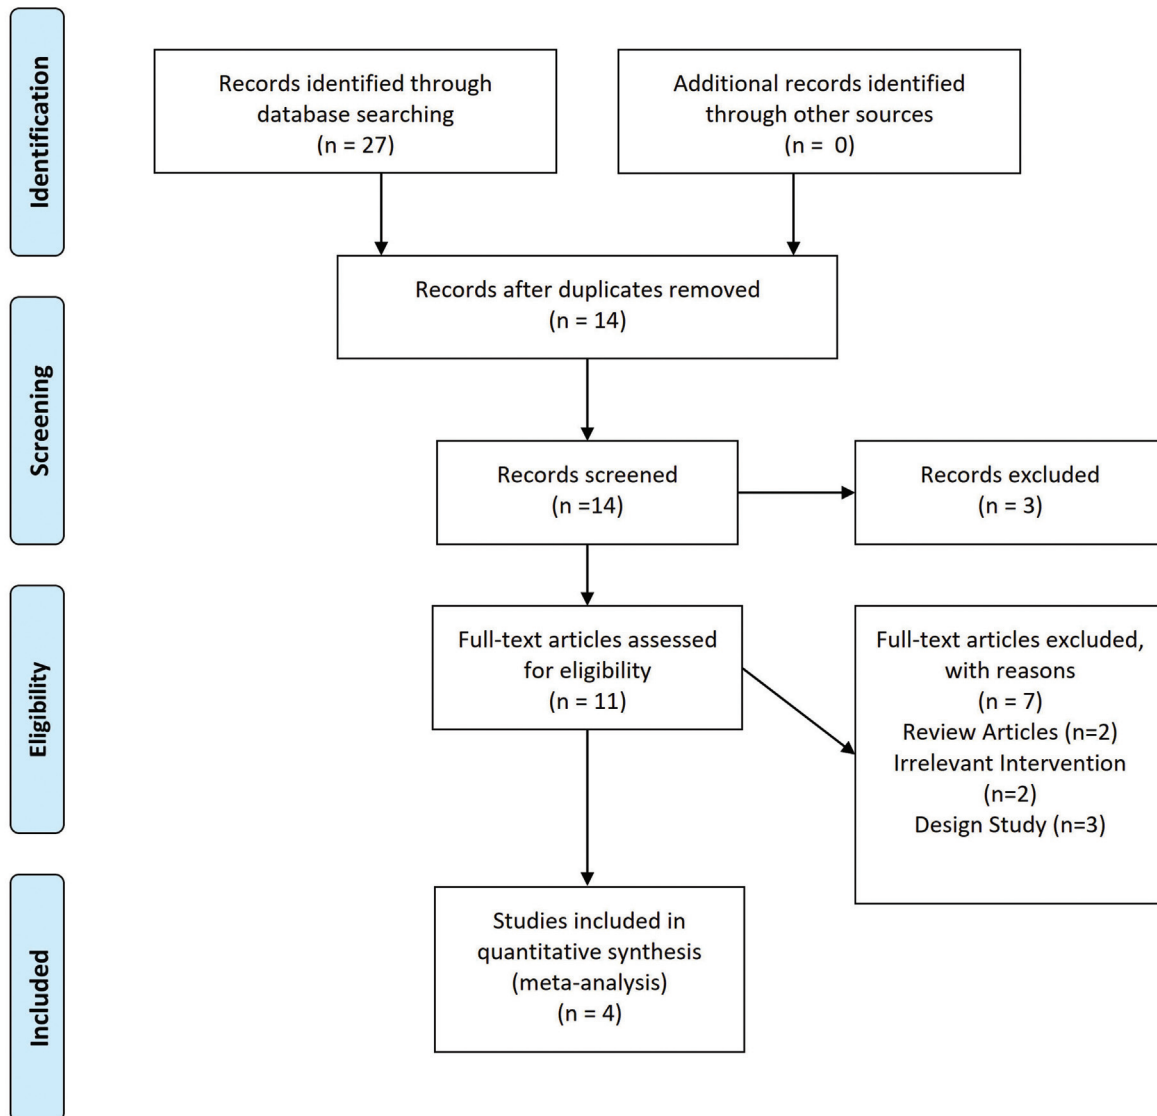 Identification
Records identified through
database searching
(n = 27)
Additional records identified
through other sources
(n =  0)
Records after duplicates removed
(n = 14)
Screening
Records screened
(n =14)
Records excluded
(n = 3)
Eligibility
Full-text articles assessed
for eligibility
(n = 11)
Full-text articles excluded,
with reasons
(n = 7)
Review Articles (n=2)
Irrelevant Intervention
(n=2)
Design Study (n=3)
Included
Studies included in
quantitative synthesis
(meta-analysis)
(n = 4)